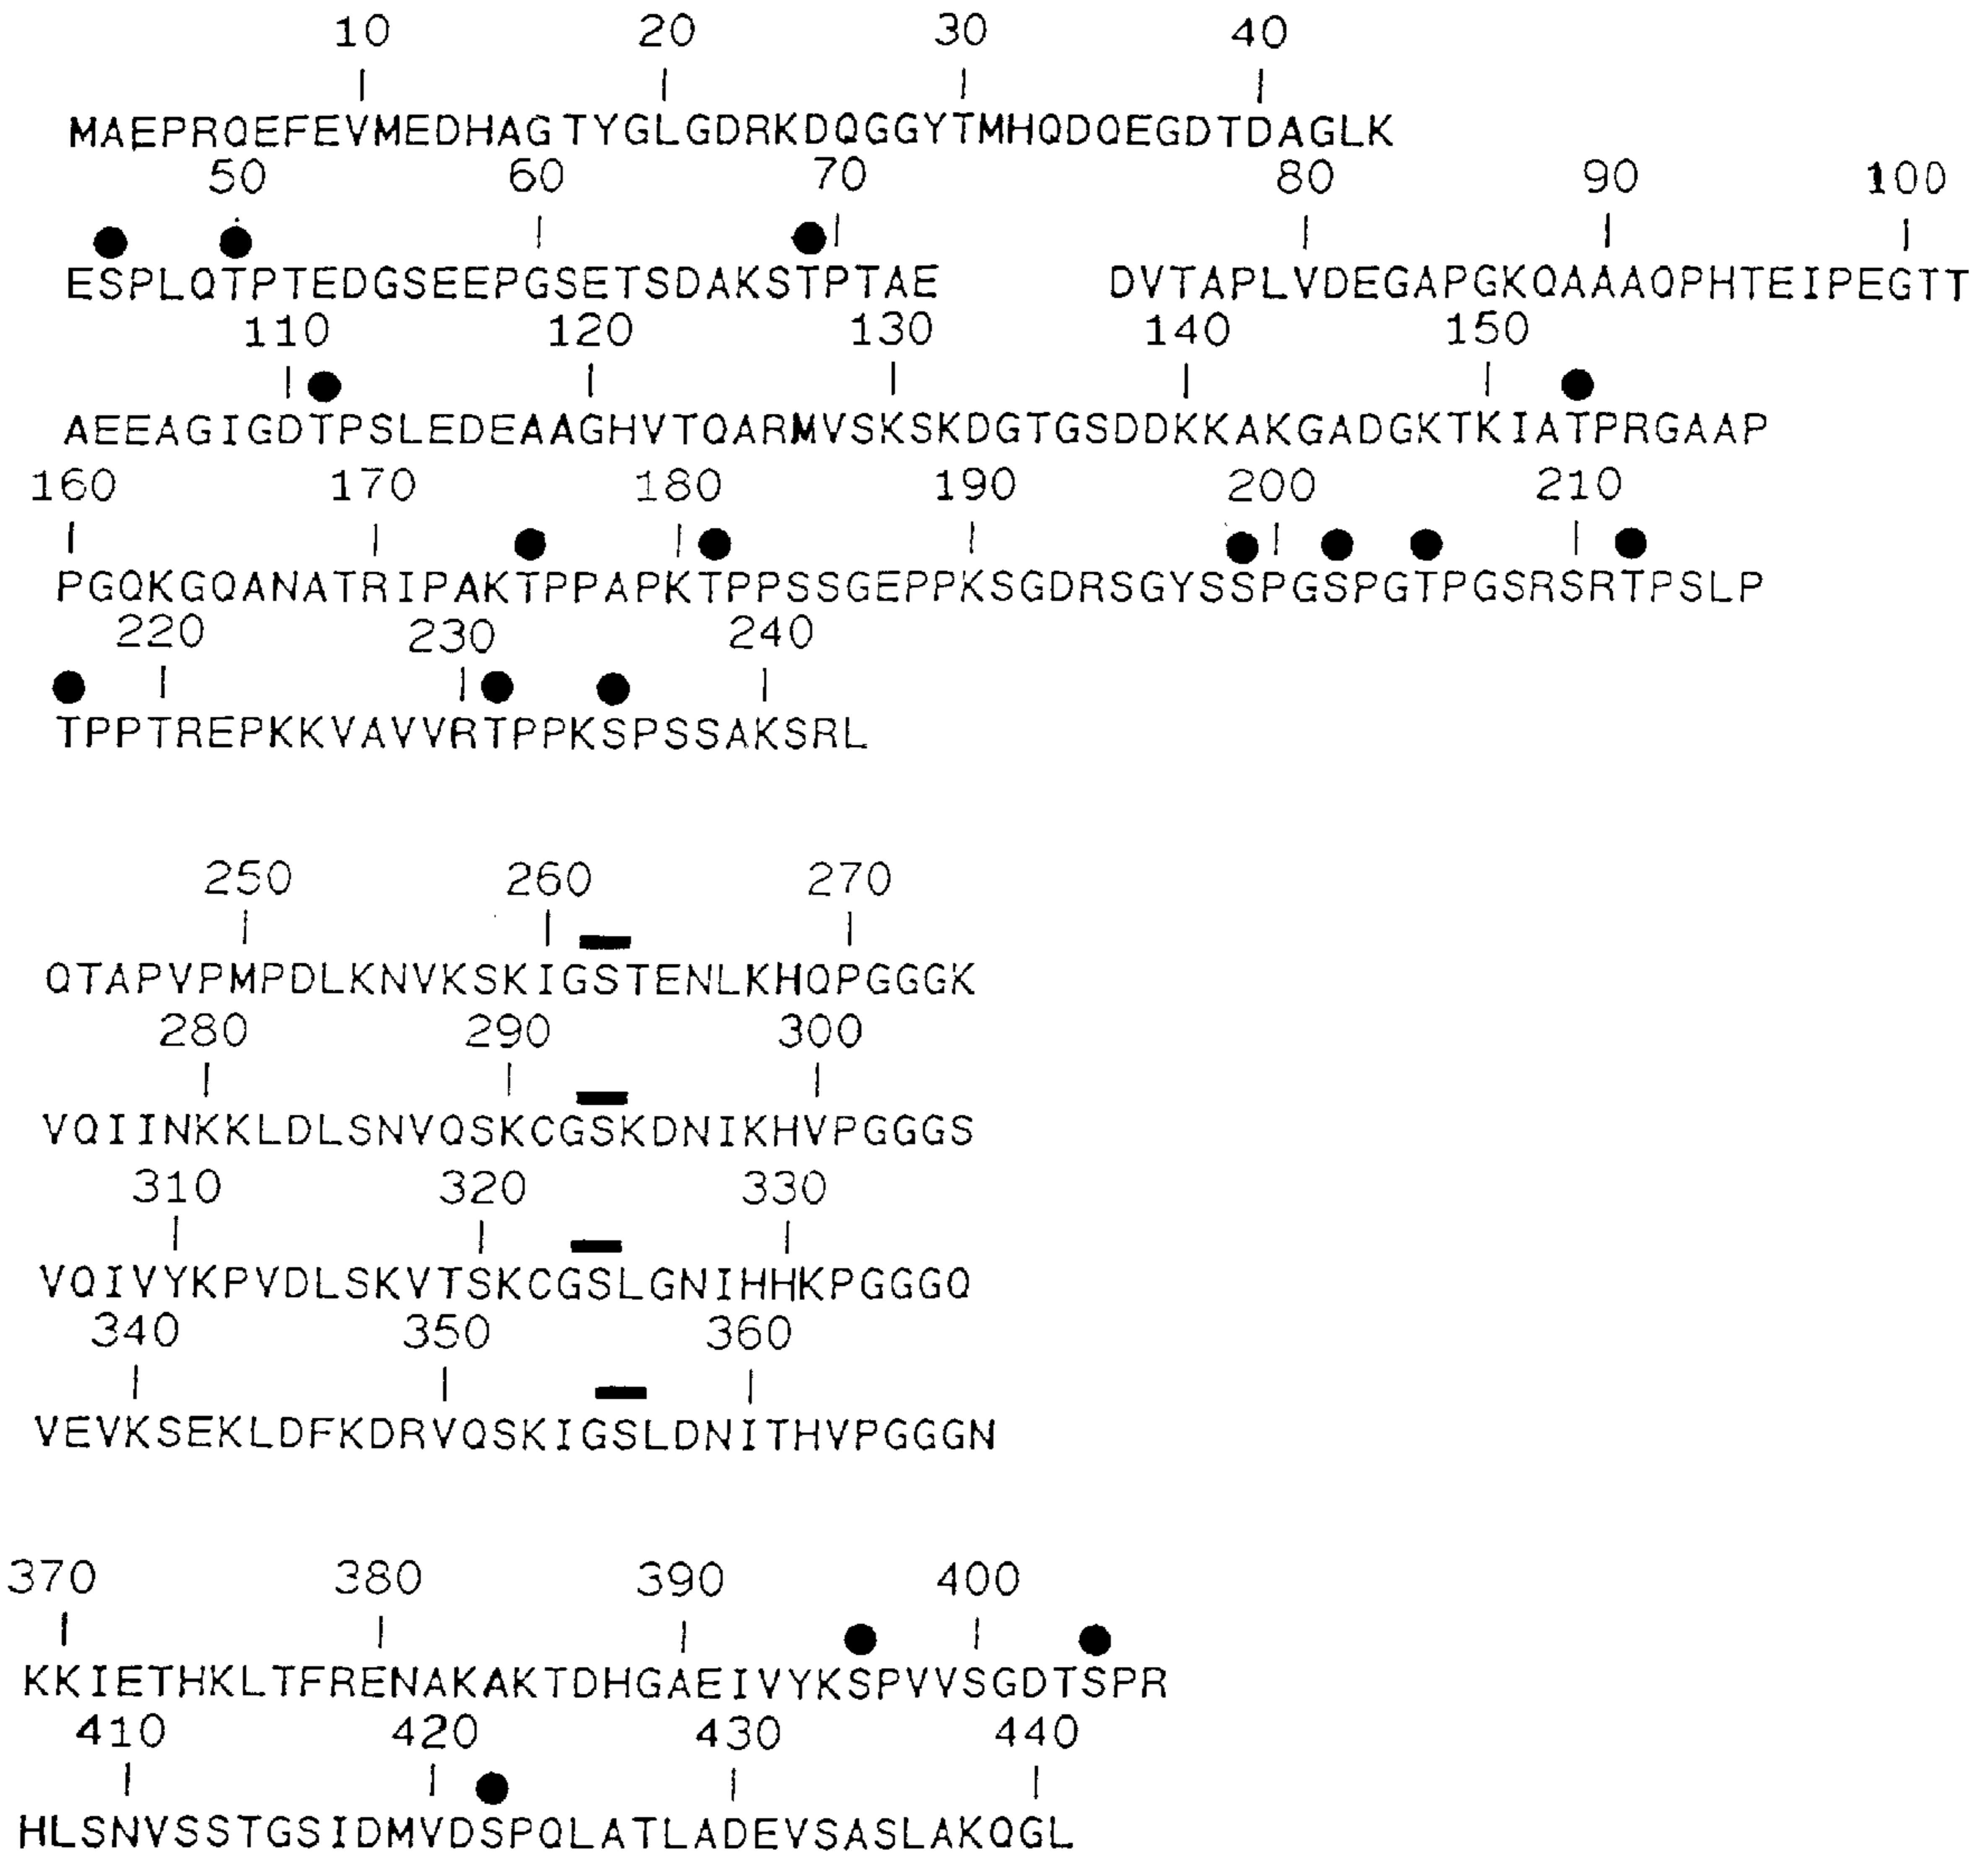 10 20 30 40
MAEPRQEFEVMEDHAGTYGLGDRKDQGGYTMHQDQEGDTDAGLK
50 60 70 80 90 100
ESPLQTPTEDGSEEPGSETSDAKSTPTAE DVTAPLVDEGAPGKQAAAQPHTEIPEGTT
110 120 130 140 150
AEEAGIGDTPSLEDEAAGHVTQARMVSKSKDGTGSDDKKAKGADGKTKIATPRGAAP
160 170 180 190 200 210
PGQKGQANATRIPAKTPPAPKTPPSSGEPPKSGDRSGYSSPGSPGTPGSRSRTPSLP
220 230 240
TPPTREPKKVAVVRTPPKSPSSAKSRL
250 260 270
QTAPVPMPDLKNVKSKIGSTENLKHQPGGGK
280 290 300
VQIINKKLDLSNVQSKCGSKDNIKHVPGGGS
310 320 330
VQIVYKPVDLSKVTSKCGSLGNIHHKPGGGQ
340 350 360
VEVKSEKLDFKDRVQSKIGSLDNITHVPGGGN
370 380 390 400
KKIETHKLTFRENAKAKTDHGAEIVYKSPVVSGDTSPR
410 420 430 440
HLSNVSSTGSIDMVDSPQLATLADEVSASLAKQGL